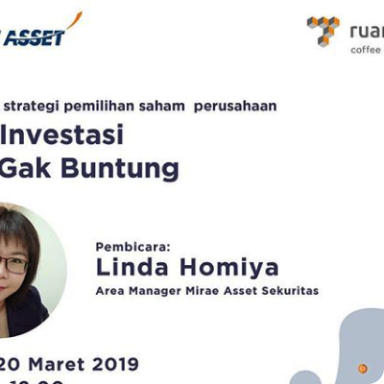 ASSET
ruan
coffee
strategi pemilihan saham perusahaan
Investasi
Gak Buntung
Pembicara:
Linda Homiya
Area Manager Mirae Asset Sekuritas
20 Maret 2019